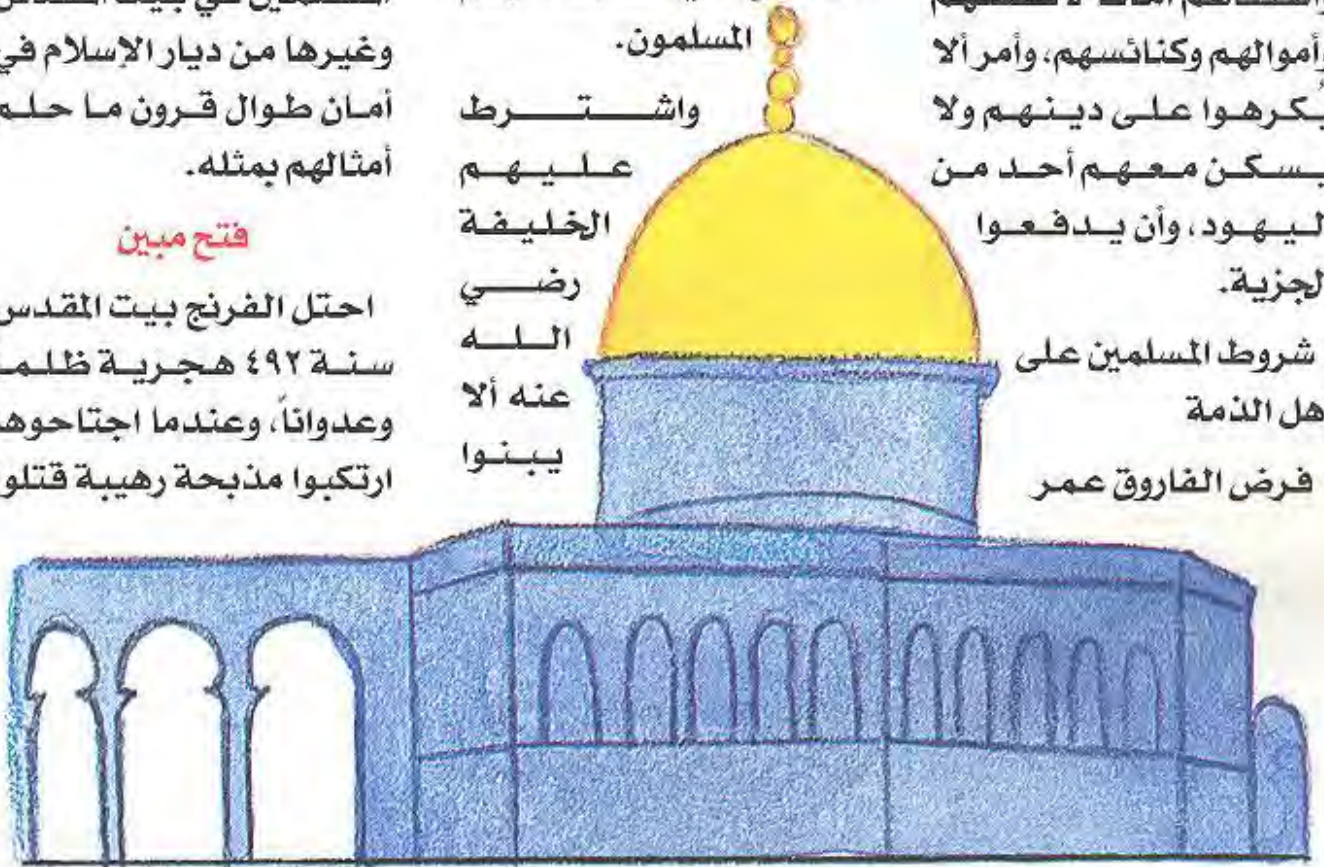 وأموالهم وكنائسهم، وأمر ألا
يُكرهوا على دينهم ولا
يسكن معهم أحد من
اليهود، وأن يدفعوا
الجزية.
شروط المسلمين على
هل الذمة
فرض الفاروق عمر
المسلمون.
واشترط
عليهم
الخليفة
رضي
الله
عنه ألا
يبنوا
المسلمين في بيت المقدس
وغيرها من ديار الإسلام في
أمان طوال قرون ما حلم
أمثالهم بمثله.
فتح مبين
احتل الفرنج بيت المقدس
سنة ٤٩٢ هجرية ظلما
وعدواناً، وعندما اجتاحوها
ارتكبوا مذبحة رهيبة قتلوا